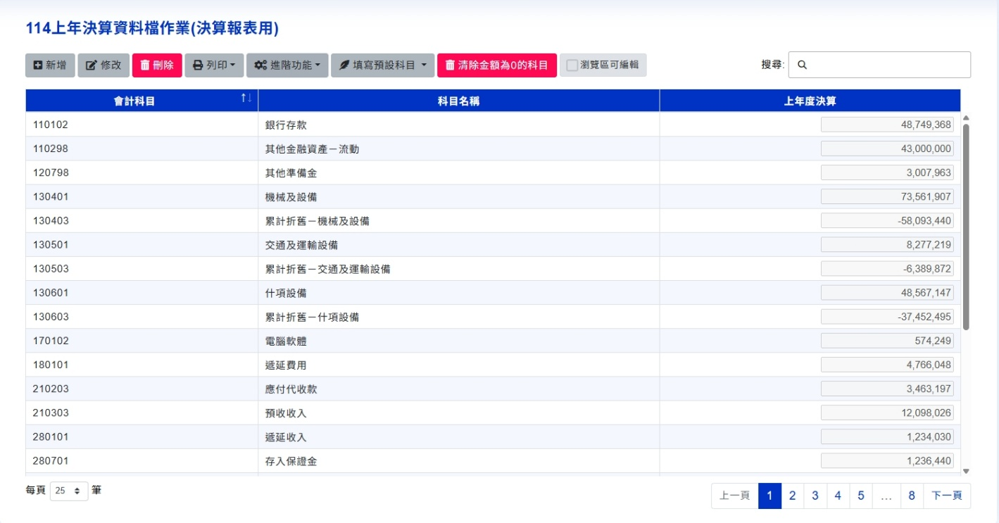 114上年決算資料檔作業(決算報表用)
新增 修改 刪除 列印 進階功能 填寫預設科目 清除金額為0的科目 瀏覽區可編輯 搜尋:
會計科目 科目名稱 上年度決算
110102 銀行存款 48,749,368
110298 其他金融資產－流動 43,000,000
120798 其他準備金 3,007,963
130401 機械及設備 73,561,907
130403 累計折舊－機械及設備 -58,093,440
130501 交通及運輸設備 8,277,219
130503 累計折舊－交通及運輸設備 -6,389,872
130601 什項設備 48,567,147
130603 累計折舊－什項設備 -37,452,495
170102 電腦軟體 574,249
180101 遞延費用 4,766,048
210203 應付代收款 3,463,197
210303 預收收入 12,098,026
280101 遞延收入 1,234,030
280701 存入保證金 1,236,440
每頁 25 筆 上一頁 1 2 3 4 5 … 8 下一頁